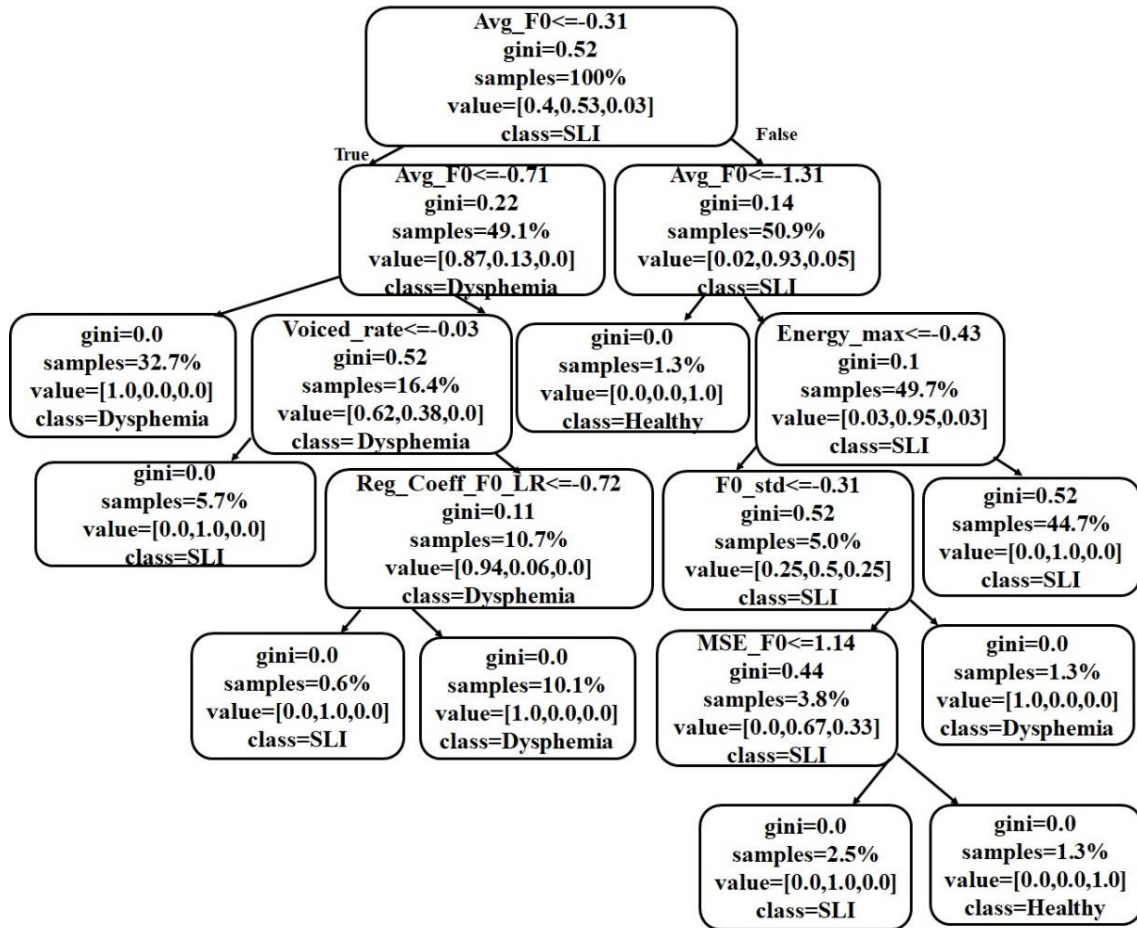 Avg_F0<=-0.31
gini=0.52
samples=100%
value=[0.4,0.53,0.03]
class=SLI
True
False
Avg_F0<=-0.71
gini=0.22
samples=49.1%
value=[0.87,0.13,0.0]
class=Dysphemia
Avg_F0<=-1.31
gini=0.14
samples=50.9%
value=[0.02,0.93,0.05]
class=SLI
gini=0.0
samples=32.7%
value=[1.0,0.0,0.0]
class=Dysphemia
Voiced_rate<=-0.03
gini=0.52
samples=16.4%
value=[0.62,0.38,0.0]
class=Dysphemia
gini=0.0
samples=1.3%
value=[0.0,0.0,1.0]
class=Healthy
Energy_max<=-0.43
gini=0.1
samples=49.7%
value=[0.03,0.95,0.03]
class=SLI
gini=0.0
samples=5.7%
value=[0.0,1.0,0.0]
class=SLI
Reg_Coeff_F0_LR<=-0.72
gini=0.11
samples=10.7%
value=[0.94,0.06,0.0]
class=Dysphemia
F0_std<=-0.31
gini=0.52
samples=5.0%
value=[0.25,0.5,0.25]
class=SLI
gini=0.52
samples=44.7%
value=[0.0,1.0,0.0]
class=SLI
gini=0.0
samples=0.6%
value=[0.0,1.0,0.0]
class=SLI
gini=0.0
samples=10.1%
value=[1.0,0.0,0.0]
class=Dysphemia
MSE_F0<=1.14
gini=0.44
samples=3.8%
value=[0.0,0.67,0.33]
class=SLI
gini=0.0
samples=1.3%
value=[1.0,0.0,0.0]
class=Dysphemia
gini=0.0
samples=2.5%
value=[0.0,1.0,0.0]
class=SLI
gini=0.0
samples=1.3%
value=[0.0,0.0,1.0]
class=Healthy